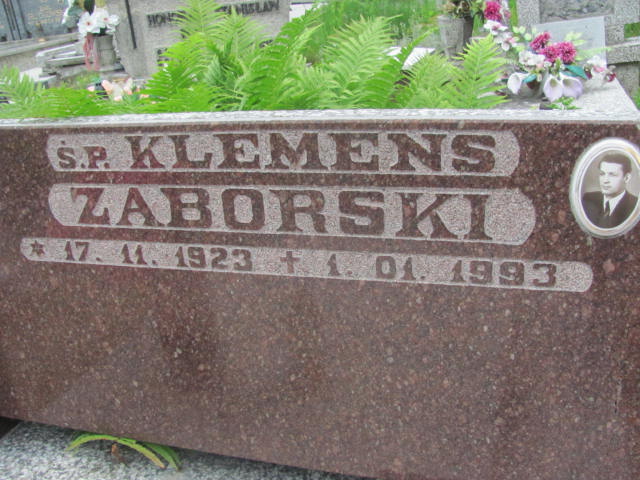 Ś.P. KLEMENS
ZABORSKI
* 17. 11. 1923 † 1. 01. 1993